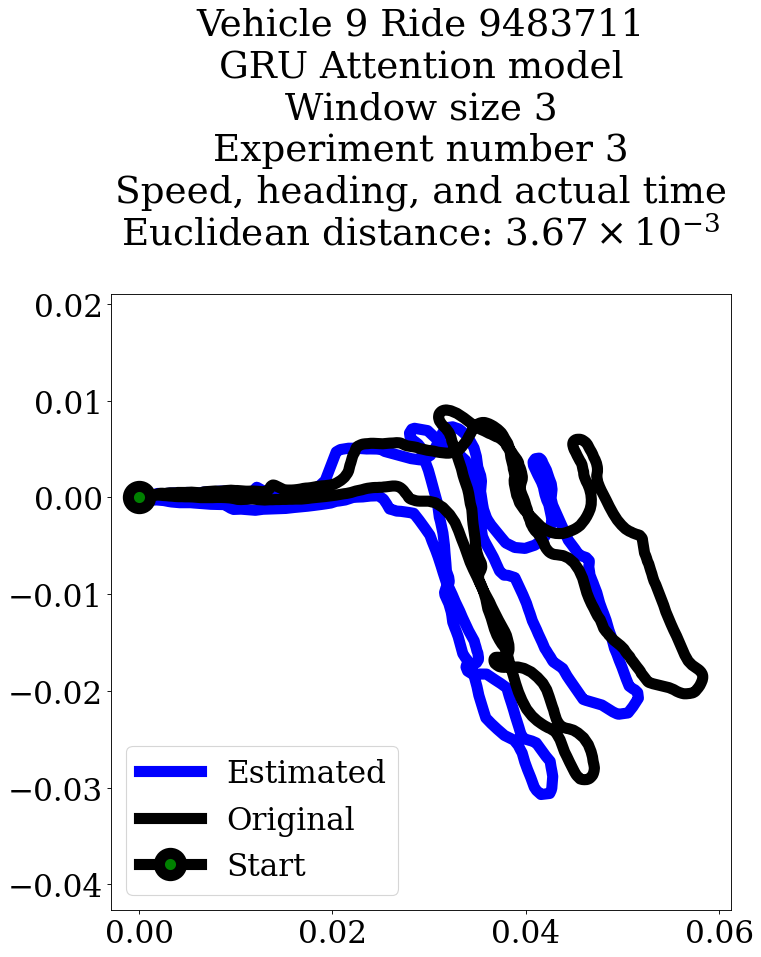 Vehicle 9 Ride 9483711
GRU Attention model
Window size 3
Experiment number 3
Speed, heading, and actual time
Euclidean distance: 3.67 × 10⁻³
0.02
0.01
0.00
−0.01
−0.02
−0.03
−0.04
Estimated
Original
Start
0.00 0.02 0.04 0.06